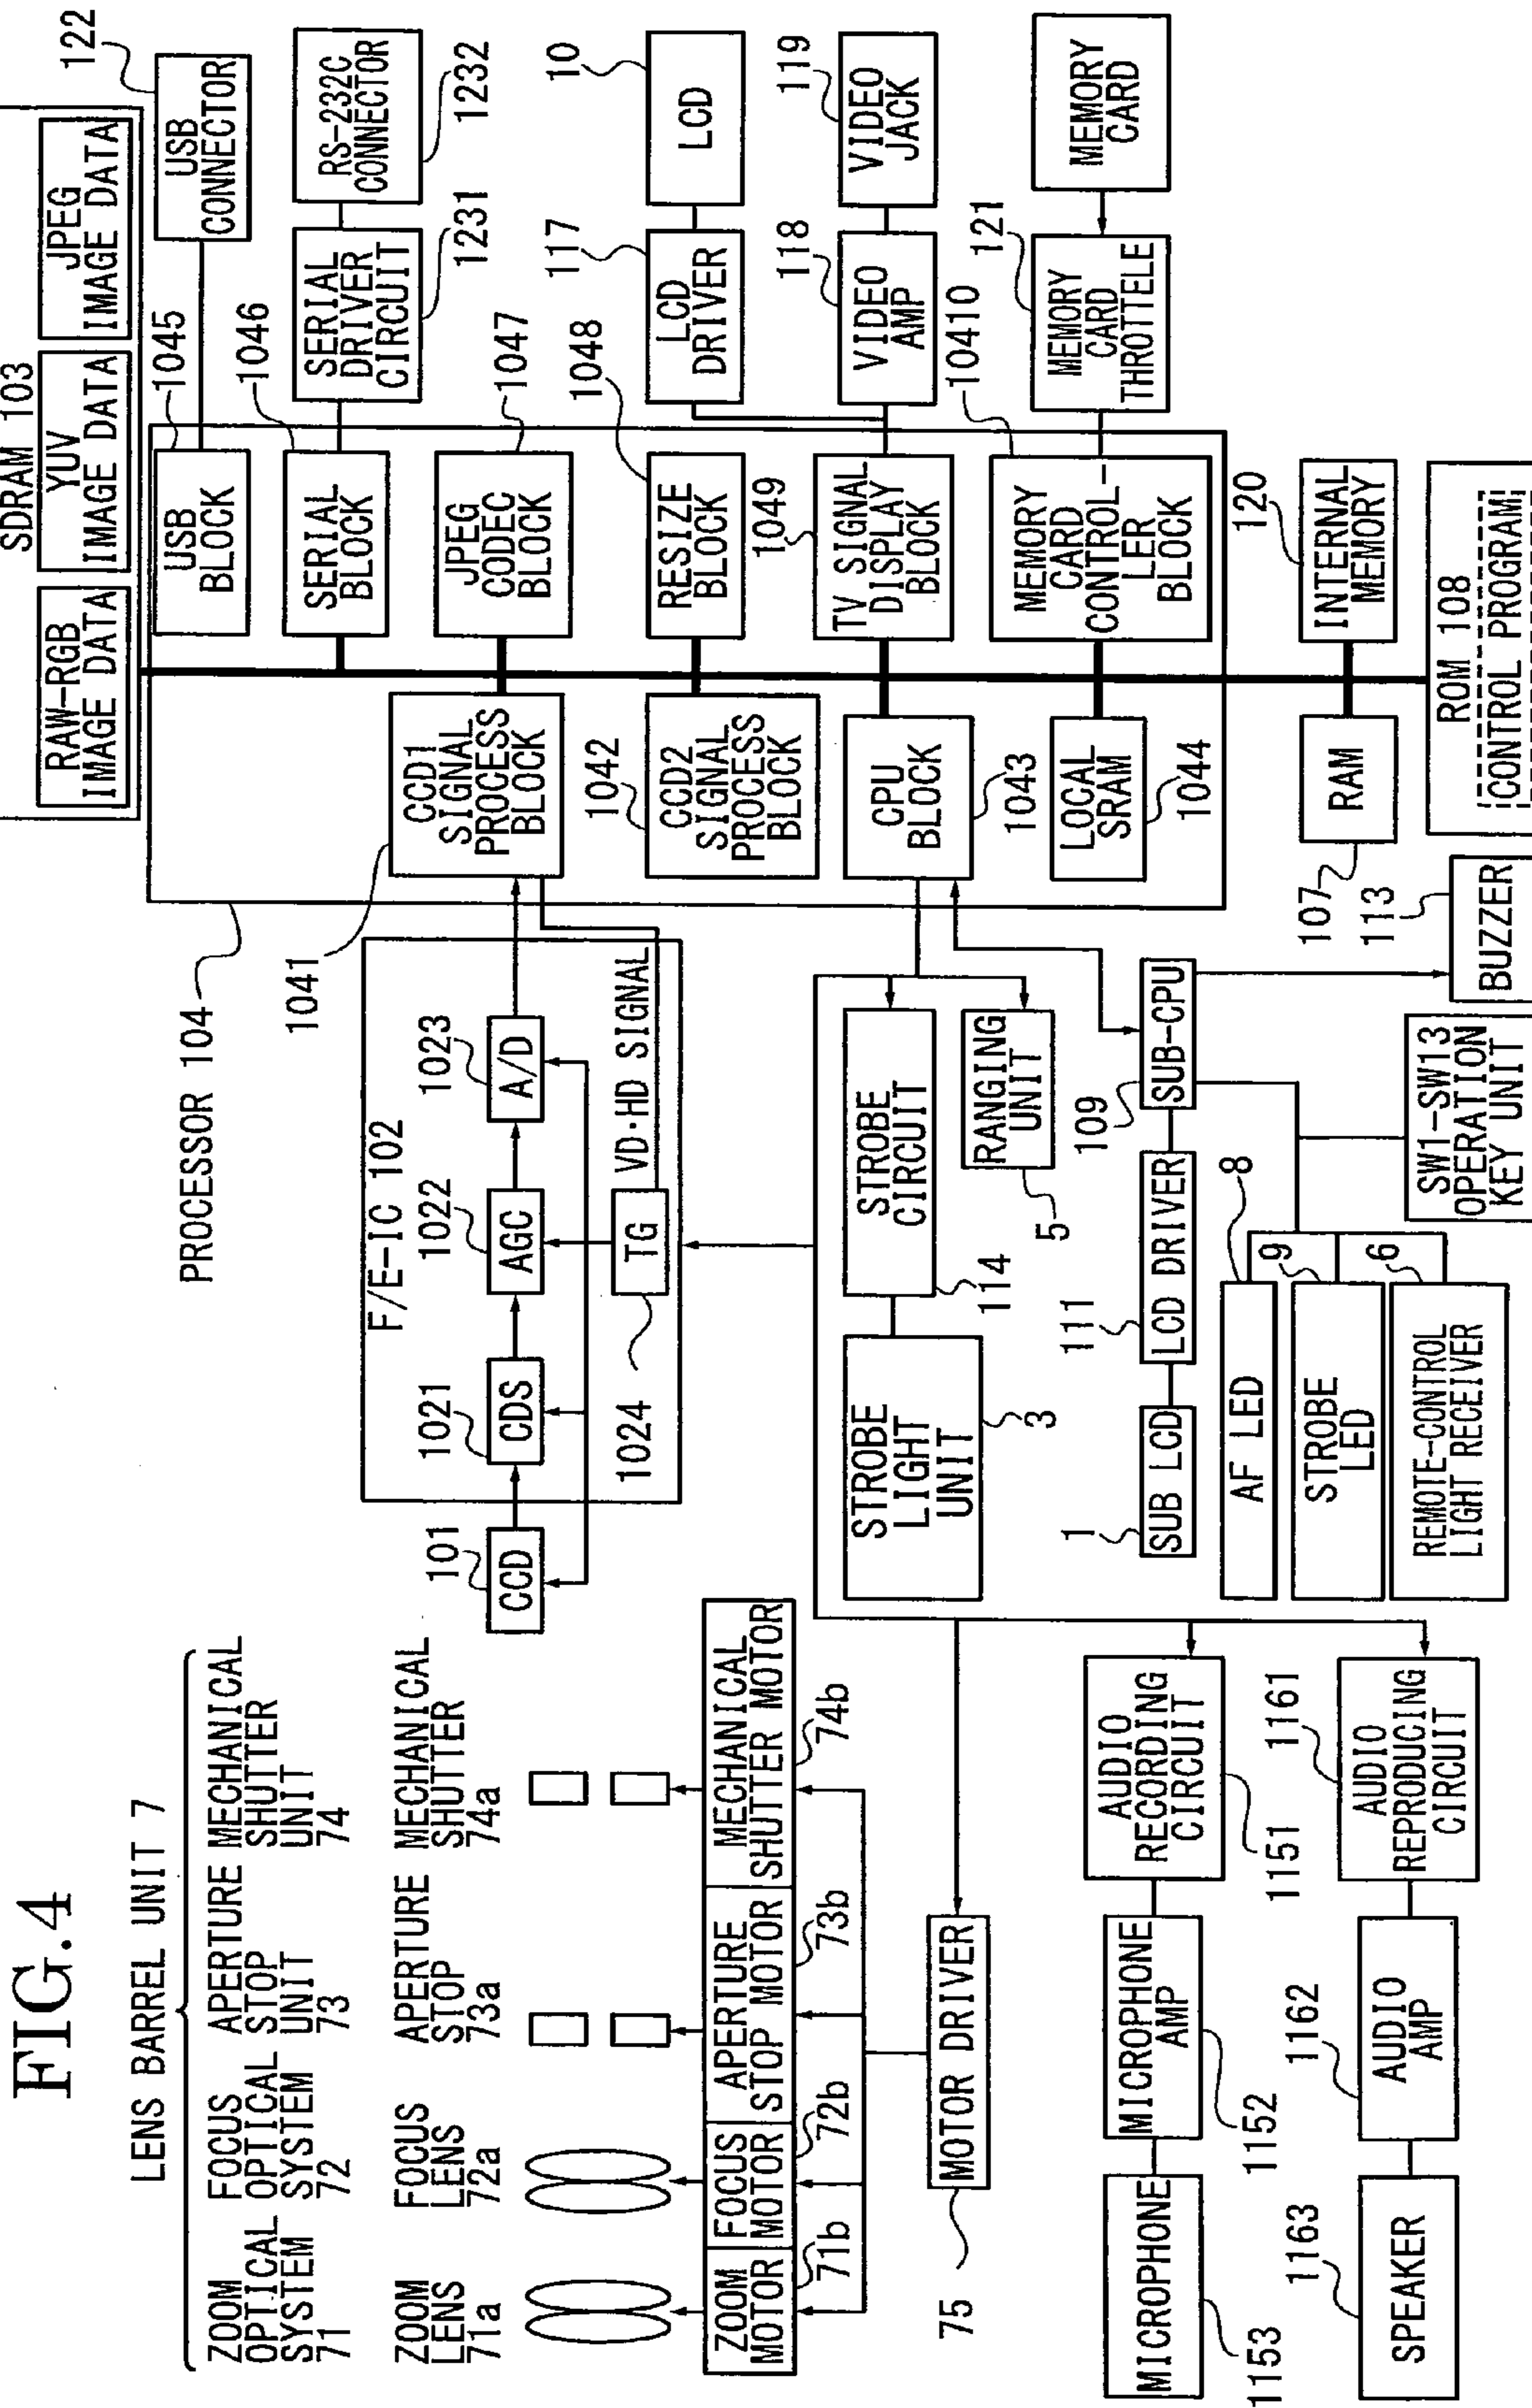 FIG.4
LENS BARREL UNIT 7
ZOOM
OPTICAL
SYSTEM
71
FOCUS
OPTICAL
SYSTEM
72
APERTURE
STOP
UNIT
73
MECHANICAL
SHUTTER
UNIT
74
ZOOM
LENS
71a
FOCUS
LENS
72a
APERTURE
STOP
73a
MECHANICAL
SHUTTER
74a
ZOOM
MOTOR
71b
FOCUS
MOTOR
72b
APERTURE
STOP MOTOR
73b
MECHANICAL
SHUTTER MOTOR
74b
MOTOR DRIVER
75
CCD
101
F/E-IC 102
CDS
1021
AGC
1022
A/D
1023
TG
1024
VD·HD SIGNAL
PROCESSOR 104
CCD1
SIGNAL
PROCESS
BLOCK
1041
CCD2
SIGNAL
PROCESS
BLOCK
1042
CPU
BLOCK
1043
LOCAL
SRAM
1044
SDRAM 103
RAW-RGB
IMAGE DATA
YUV
IMAGE DATA
JPEG
IMAGE DATA
USB
BLOCK
1045
USB
CONNECTOR
122
SERIAL
BLOCK
1046
SERIAL
DRIVER
CIRCUIT
1231
RS-232C
CONNECTOR
1232
JPEG
CODEC
BLOCK
1047
RESIZE
BLOCK
1048
TV SIGNAL
DISPLAY
BLOCK
1049
LCD
DRIVER
117
LCD
10
VIDEO
AMP
118
VIDEO
JACK
119
MEMORY
CARD
CONTROL-
LER
BLOCK
10410
MEMORY
CARD
THROTTELE
121
MEMORY
CARD
STROBE
LIGHT
UNIT
3
STROBE
CIRCUIT
114
RANGING
UNIT
5
SUB LCD
1
LCD DRIVER
111
SUB-CPU
109
AF LED
8
STROBE
LED
9
REMOTE-CONTROL
LIGHT RECEIVER
6
SW1-SW13
OPERATION
KEY UNIT
BUZZER
113
RAM
107
INTERNAL
MEMORY
120
ROM 108
CONTROL PROGRAM
MICROPHONE
1153
MICROPHONE
AMP
1152
AUDIO
RECORDING
CIRCUIT
1151
SPEAKER
1163
AUDIO
AMP
1162
AUDIO
REPRODUCING
CIRCUIT
1161